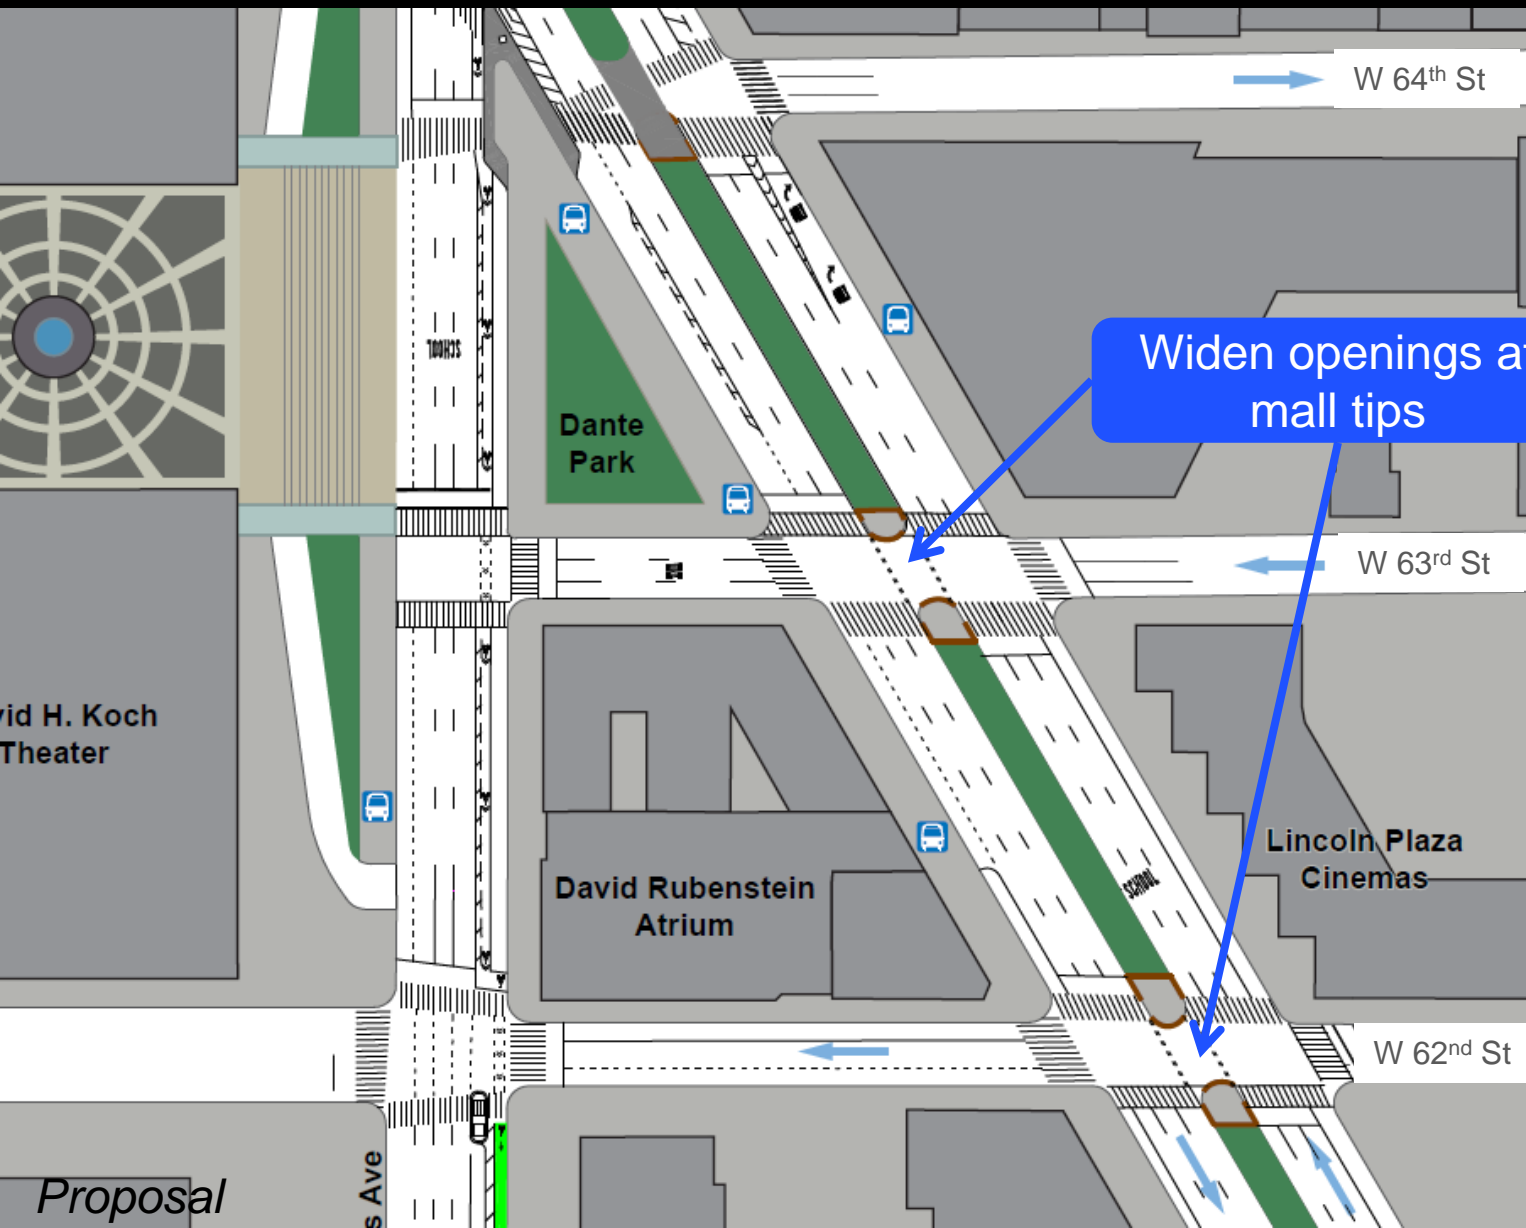 W 64th St
SCHOOL
Widen openings at
mall tips
Dante
Park
W 63rd St
vid H. Koch
Theater
Lincoln Plaza
Cinemas
SCHOOL
David Rubenstein
Atrium
W 62nd St
Proposal
s Ave